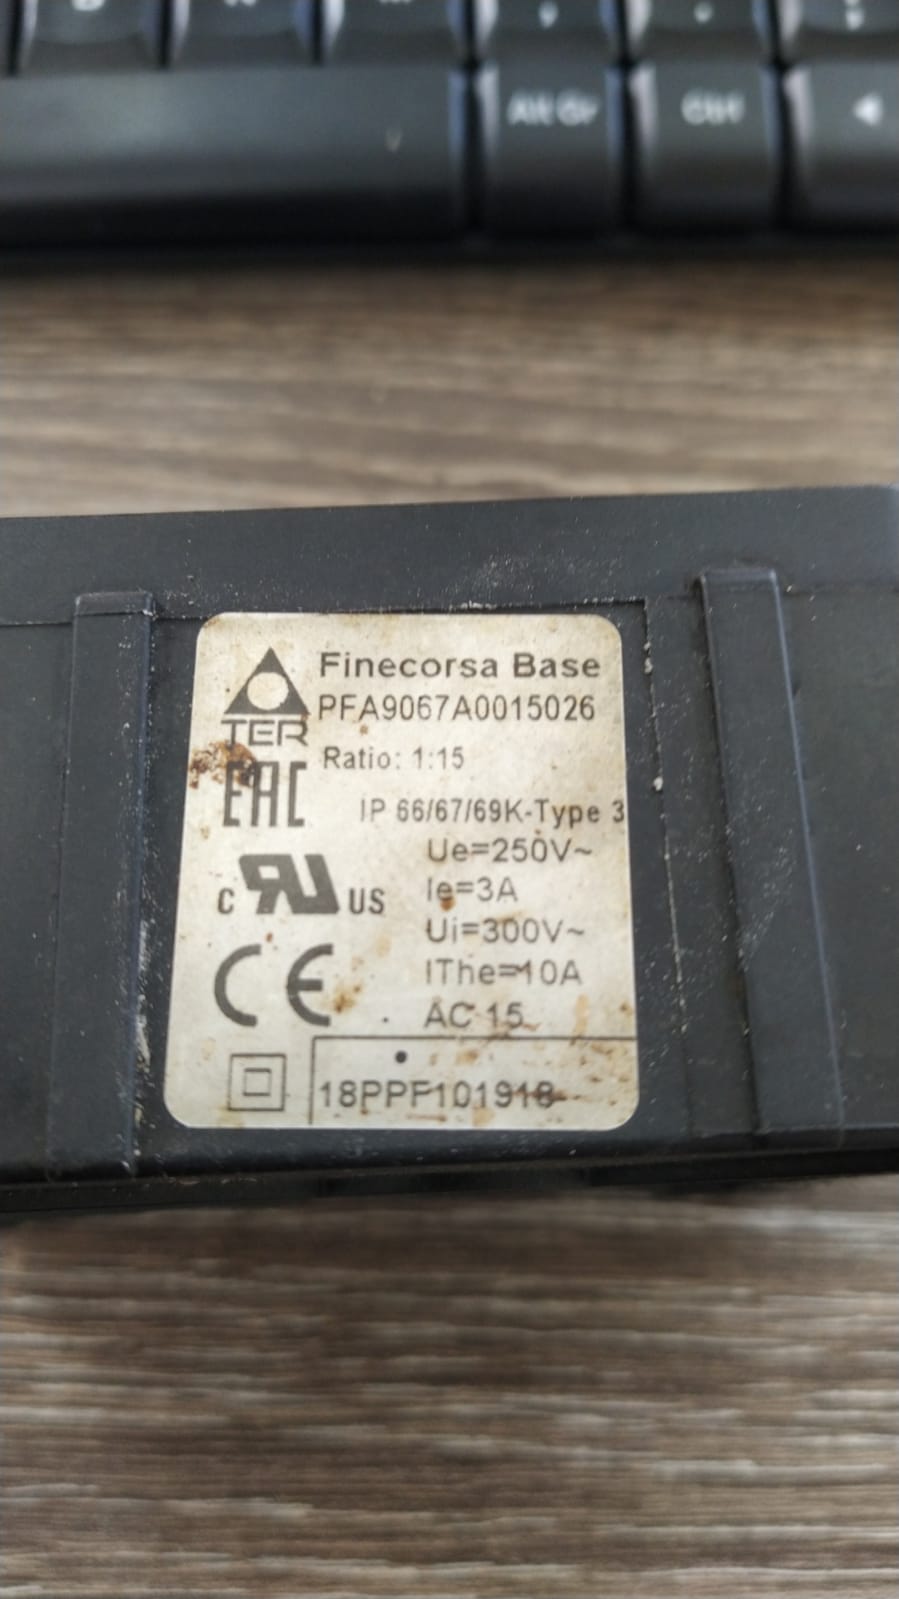 Alt Gr
Ctrl
Finecorsa Base
TER
PFA9067A0015026
Ratio: 1:15
EAC
IP 66/67/69K-Type 3
Ue=250V~
Ie=3A
c RU US
Ui=300V~
IThe=10A
CE
AC 15
18PPF101918